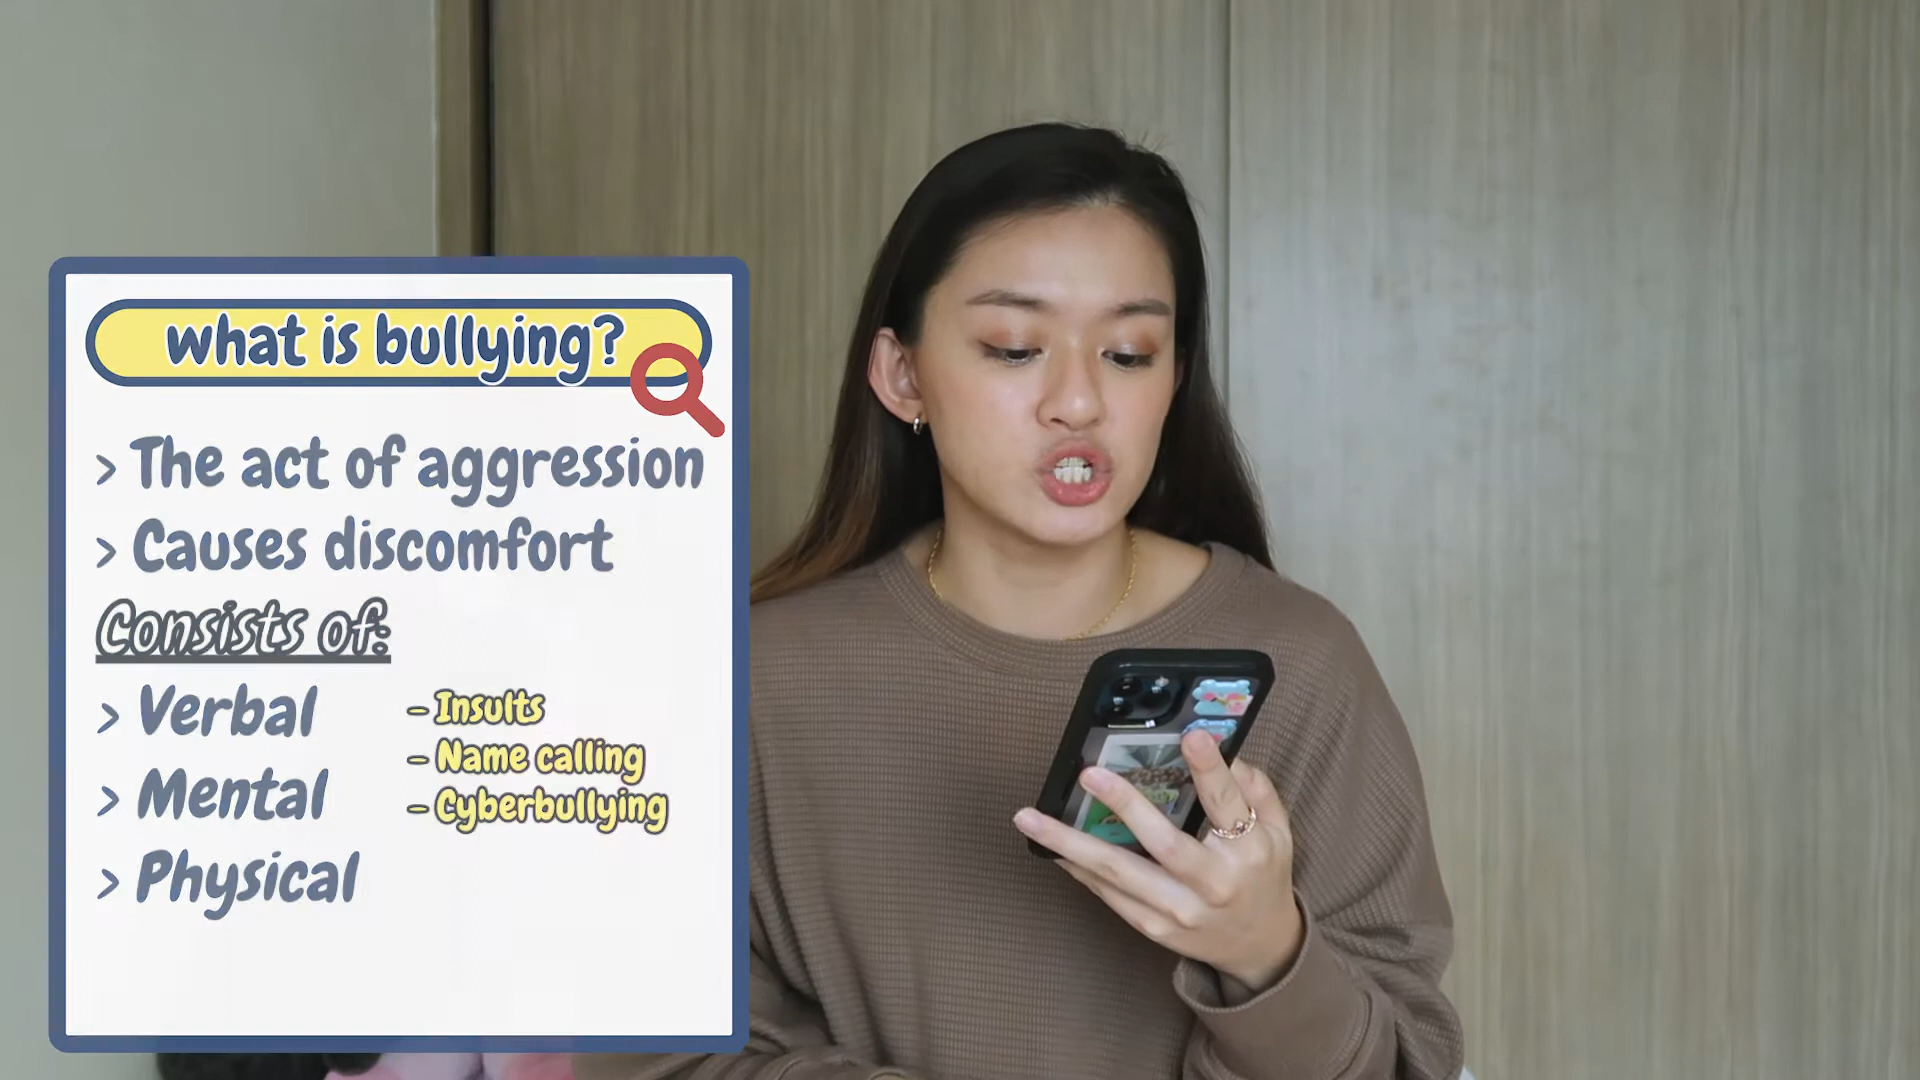 what is bullying?
> The act of aggression
> Causes discomfort
Consists of:
> Verbal
> Mental
> Physical
- Insults
- Name calling
- Cyberbullying